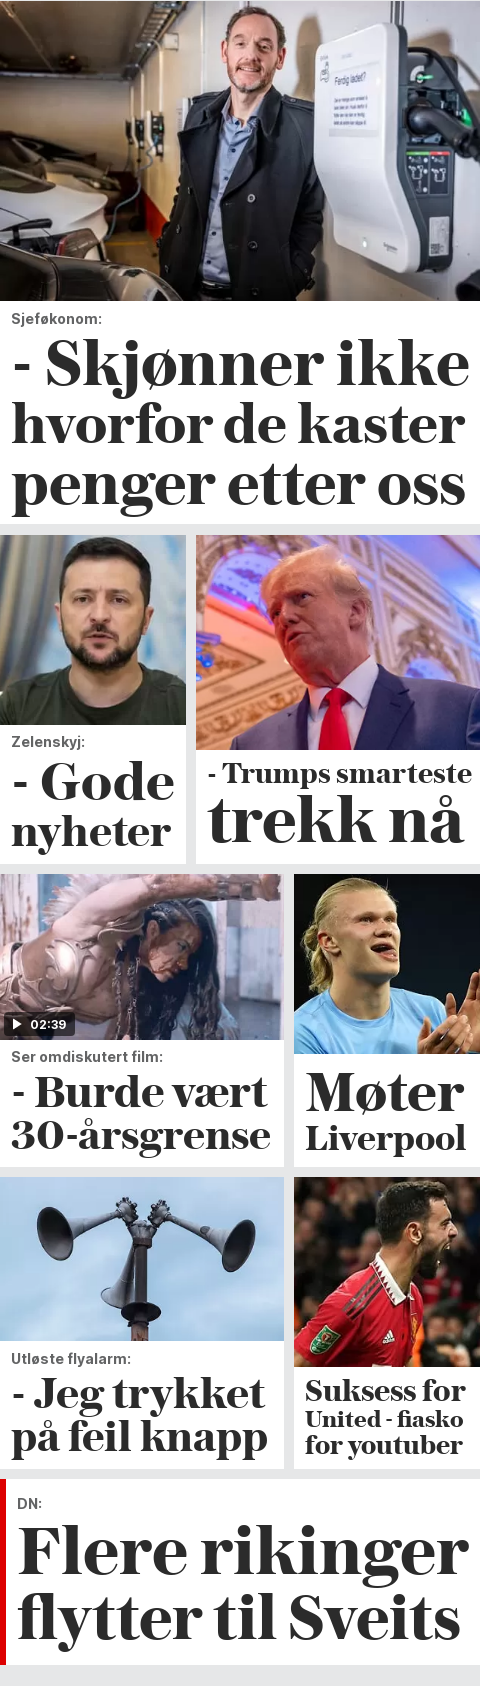 Ferdig ladet?
Sjeføkonom:
- Skjønner ikke
hvorfor de kaster
penger etter oss
Zelenskyj:
- Gode
nyheter
- Trumps smarteste
trekk nå
02:39
Ser omdiskutert film:
- Burde vært
30-årsgrense
Møter
Liverpool
Utløste flyalarm:
- Jeg trykket
på feil knapp
Suksess for
United - fiasko
for youtuber
DN:
Flere rikinger
flytter til Sveits